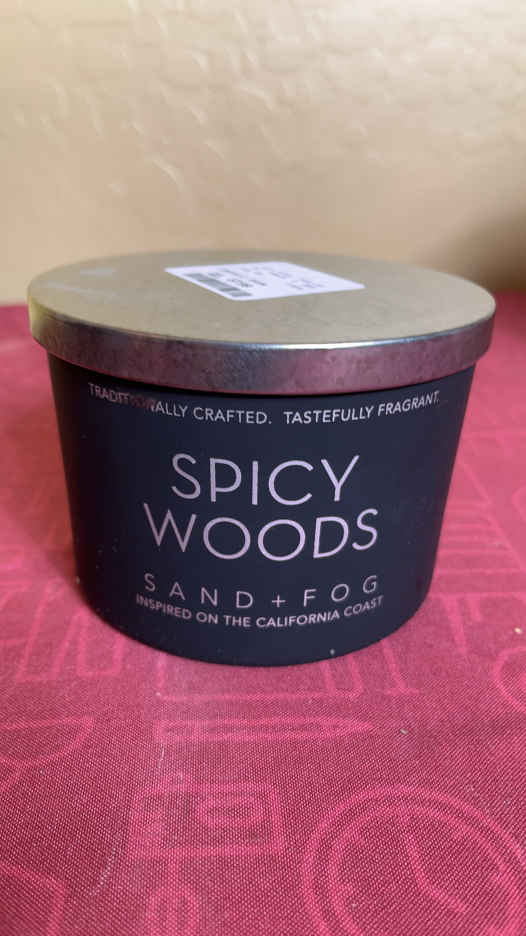 TRADITIONALLY CRAFTED. TASTEFULLY FRAGRANT.
SPICY
WOODS
SAND + FOG
INSPIRED ON THE CALIFORNIA COAST